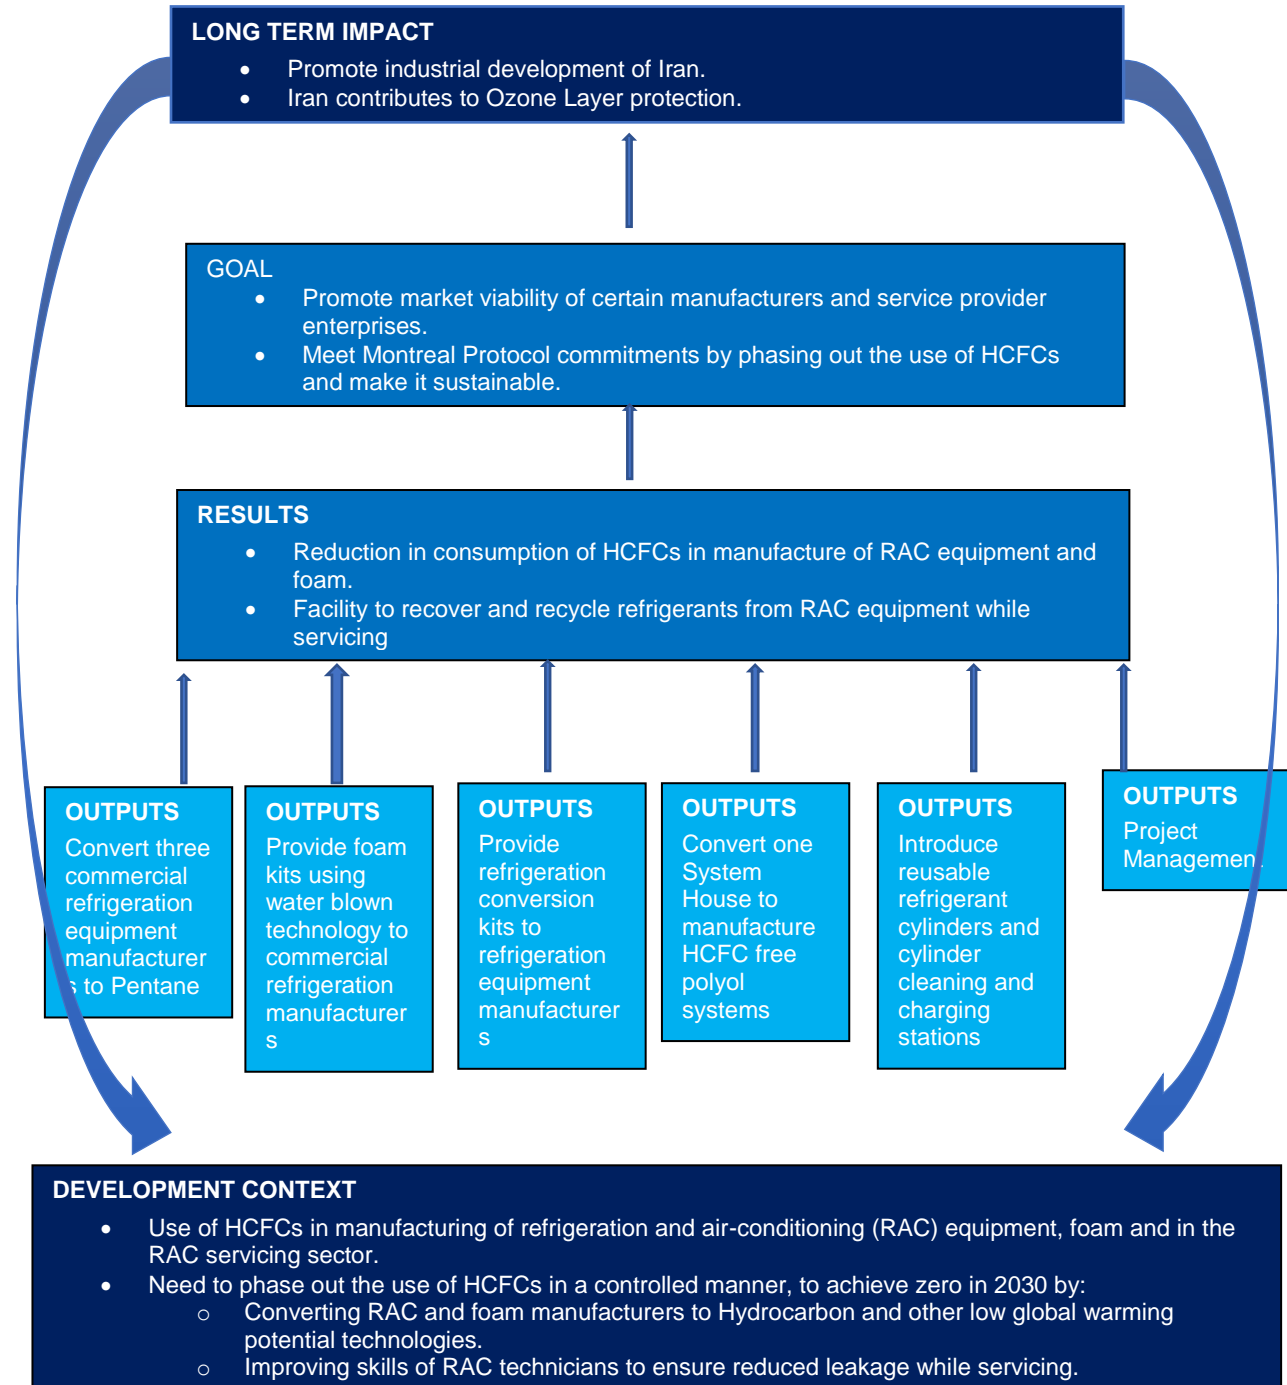 LONG TERM IMPACT
• Promote industrial development of Iran.
• Iran contributes to Ozone Layer protection.
GOAL
• Promote market viability of certain manufacturers and service provider
enterprises.
• Meet Montreal Protocol commitments by phasing out the use of HCFCs
and make it sustainable.
RESULTS
• Reduction in consumption of HCFCs in manufacture of RAC equipment and
foam.
• Facility to recover and recycle refrigerants from RAC equipment while
servicing
OUTPUTS
Convert three
commercial
refrigeration
equipment
manufacturer
s to Pentane
OUTPUTS
Provide foam
kits using
water blown
technology to
commercial
refrigeration
manufacturer
s
OUTPUTS
Provide
refrigeration
conversion
kits to
refrigeration
equipment
manufacturer
s
OUTPUTS
Convert one
System
House to
manufacture
HCFC free
polyol
systems
OUTPUTS
Introduce
reusable
refrigerant
cylinders and
cylinder
cleaning and
charging
stations
OUTPUTS
Project
Management
DEVELOPMENT CONTEXT
• Use of HCFCs in manufacturing of refrigeration and air-conditioning (RAC) equipment, foam and in the
RAC servicing sector.
• Need to phase out the use of HCFCs in a controlled manner, to achieve zero in 2030 by:
o Converting RAC and foam manufacturers to Hydrocarbon and other low global warming
potential technologies.
o Improving skills of RAC technicians to ensure reduced leakage while servicing.